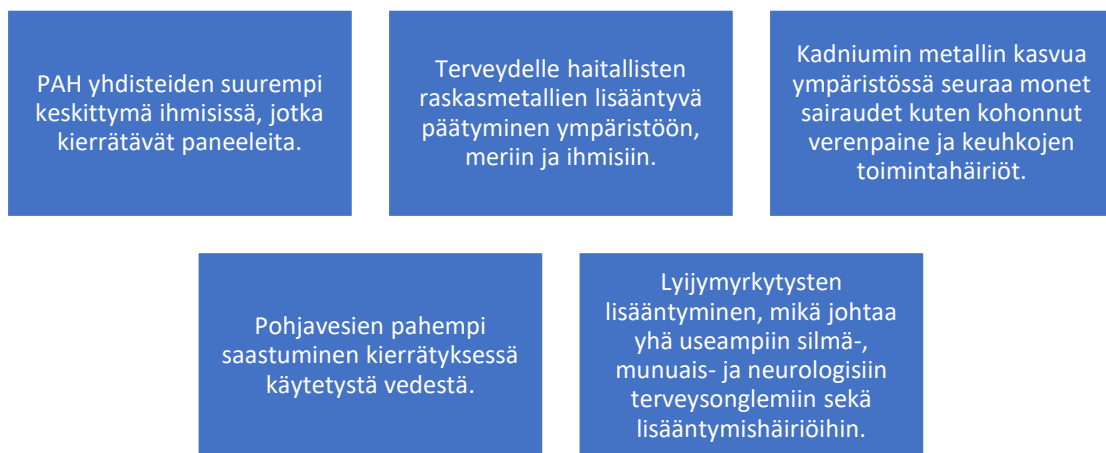 PAH yhdisteiden suurempi
keskittymä ihmisissä, jotka
kierrätävät paneeleita.
Terveydelle haitallisten
raskasmetallien lisääntyvä
päätyminen ympäristöön,
meriin ja ihmisiin.
Kadniumin metallin kasvua
ympäristössä seuraa monet
sairaudet kuten kohonnut
verenpaine ja keuhkojen
toimintahäiriöt.
Pohjavesien pahempi
saastuminen kierrätyksessä
käytetystä vedestä.
Lyijymyrkytysten
lisääntyminen, mikä johtaa
yhä useampiin silmä-,
munuais- ja neurologisiin
terveysonglemiin sekä
lisääntymishäiriöihin.